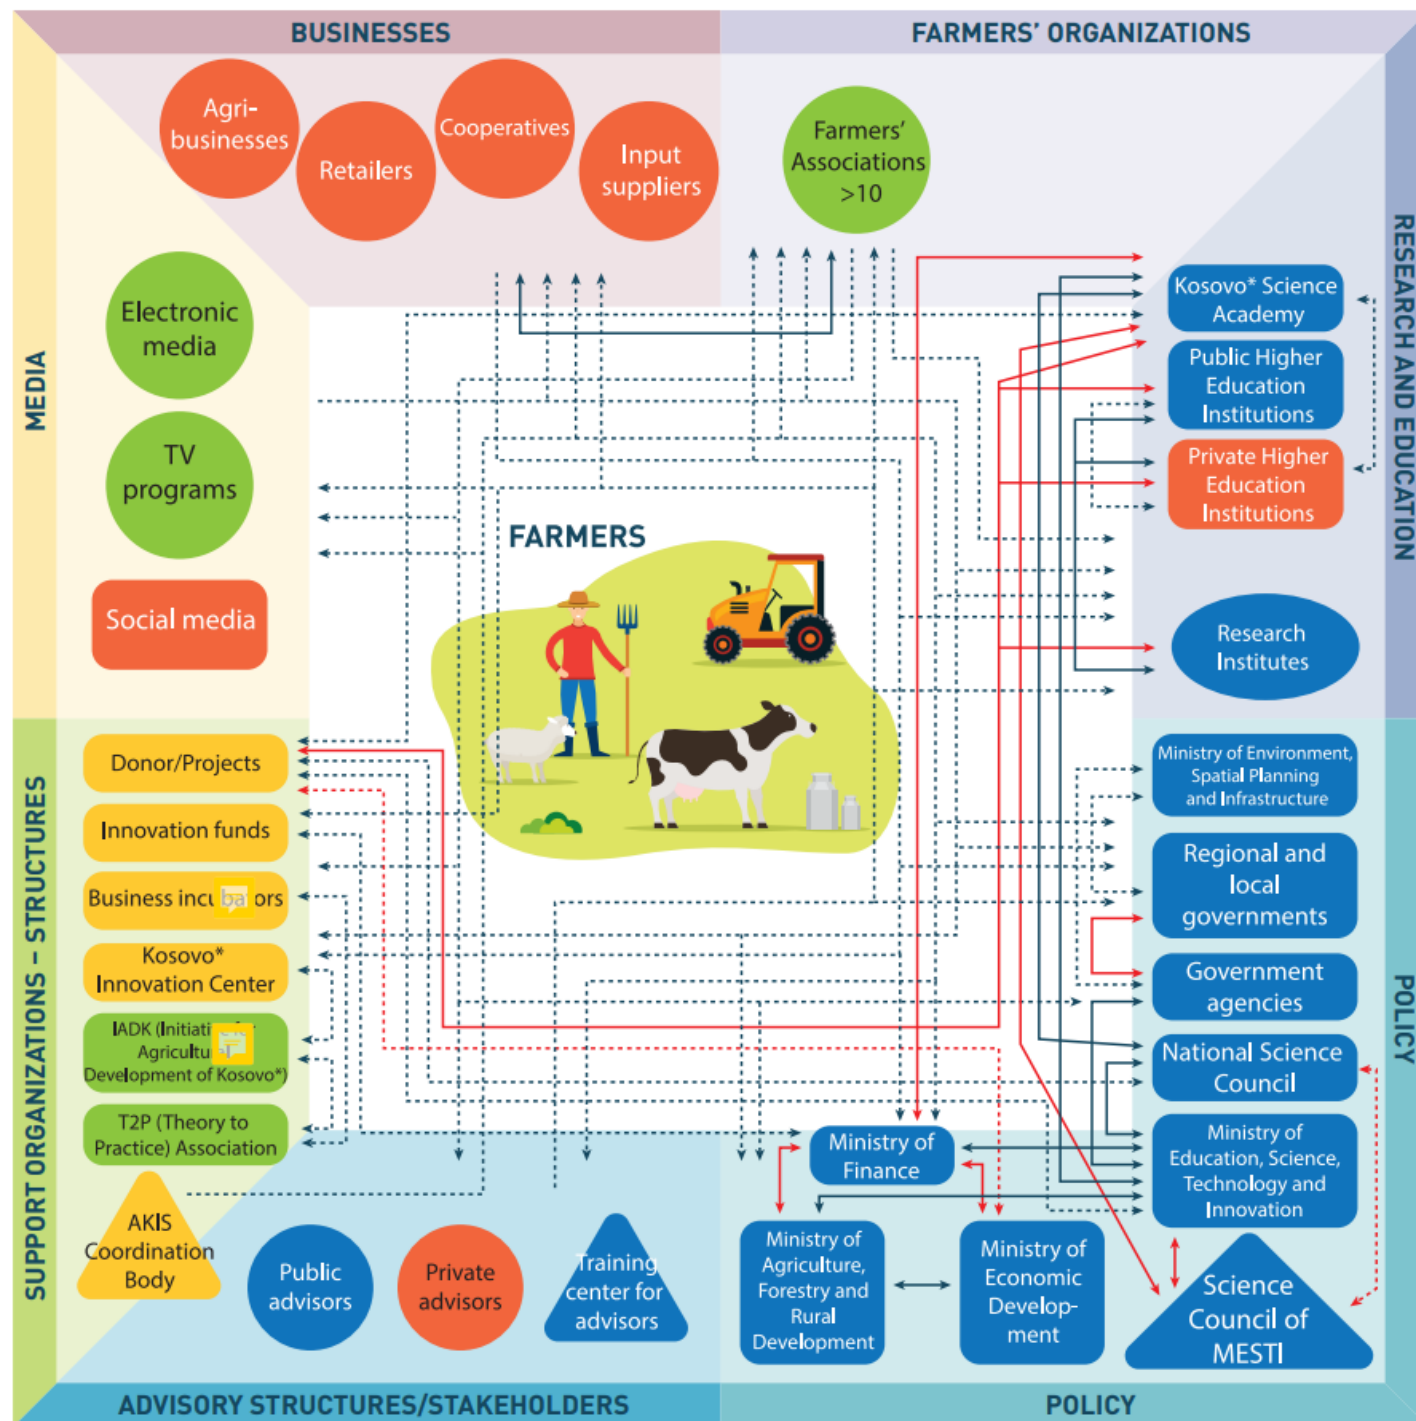 BUSINESSES
FARMERS’ ORGANIZATIONS
Agri-
businesses
Retailers
Cooperatives
Input
suppliers
Farmers’
Associations
>10
MEDIA
Electronic
media
TV
programs
Social media
FARMERS
RESEARCH AND EDUCATION
Kosovo* Science
Academy
Public Higher
Education
Institutions
Private Higher
Education
Institutions
Research
Institutes
SUPPORT ORGANIZATIONS – STRUCTURES
Donor/Projects
Innovation funds
Business
Kosovo*
Innovation Center
IADK
Development of Kosovo*)
T2P (Theory to
Practice) Association
AKIS
Coordination
Body
POLICY
Ministry of Environment,
Spatial Planning
and Infrastructure
Regional and
local
governments
Government
agencies
National Science
Council
Ministry of
Education, Science,
Technology and
Innovation
Science
Council of
MESTI
Ministry of
Finance
Ministry of
Agriculture,
Forestry and
Rural
Development
Ministry of
Economic
Develop-
ment
Public
advisors
Private
advisors
Training
center for
advisors
ADVISORY STRUCTURES/STAKEHOLDERS
POLICY